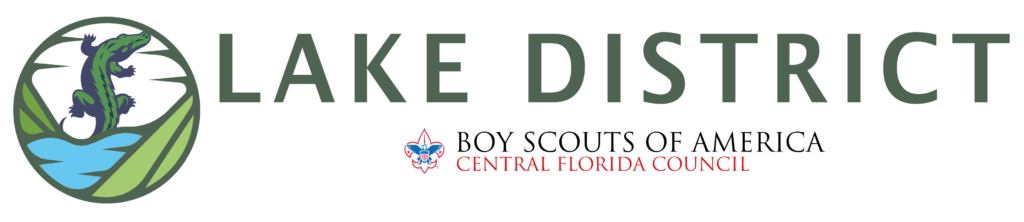 LAKE DISTRICT
BOY SCOUTS OF AMERICA
CENTRAL FLORIDA COUNCIL